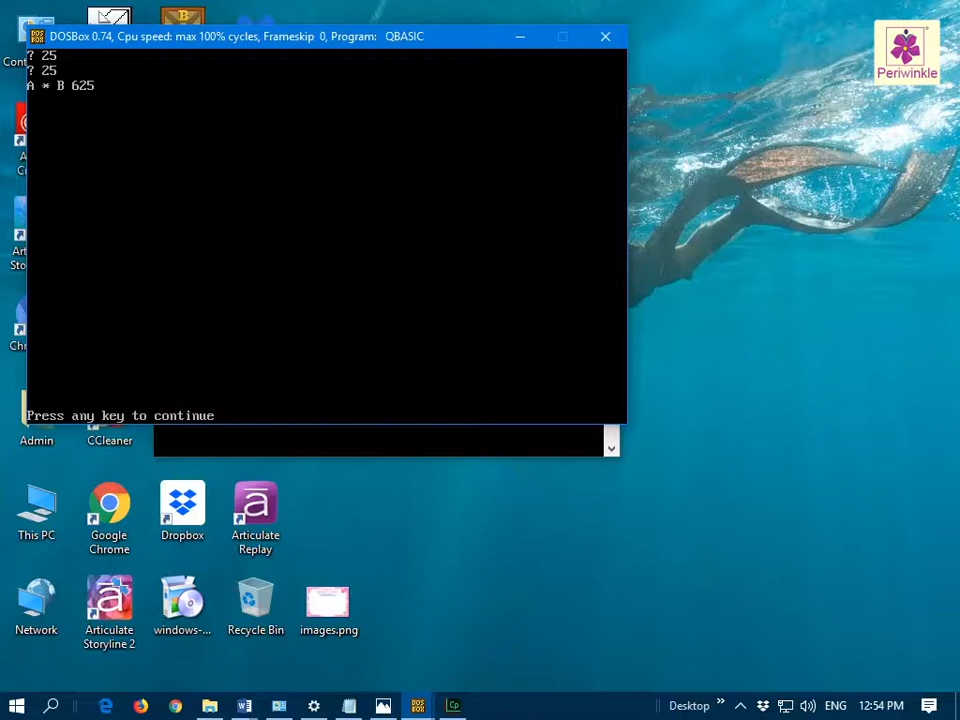 DOSBox 0.74, Cpu speed: max 100% cycles, Frameskip 0, Program: QBASIC
? 25
? 25
A * B 625
Press any key to continue
Periwinkle
Admin
CCleaner
This PC
Google Chrome
Dropbox
Articulate Replay
Network
Articulate Storyline 2
windows-...
Recycle Bin
images.png
Desktop
ENG
12:54 PM